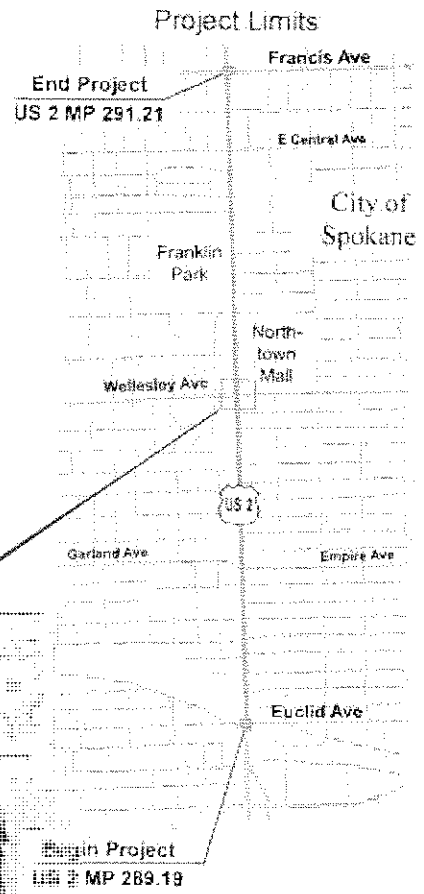 Project Limits
Francis Ave
End Project
US 2 MP 291.21
E Central Ave
City of
Spokane
Franklin
Park
North-
town
Mall
Wellesley Ave
US 2
Garland Ave
Empire Ave
Euclid Ave
Begin Project
US 2 MP 289.19